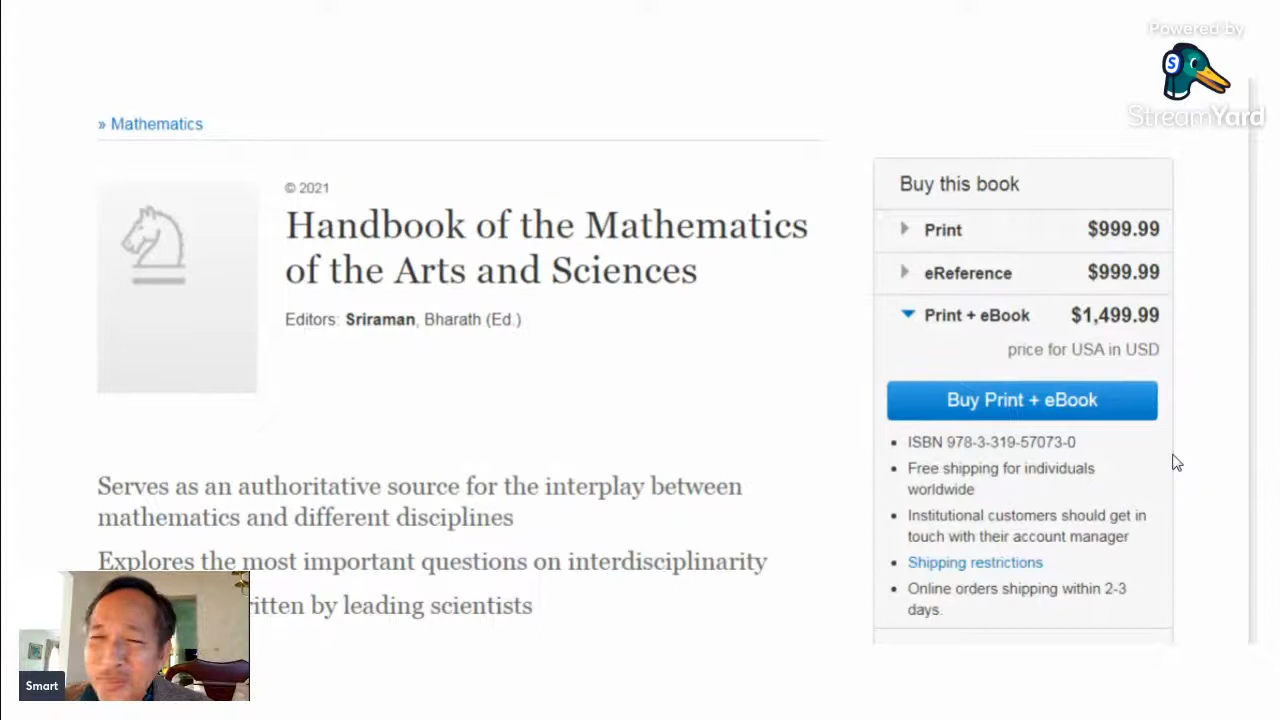 Powered by
StreamYard
» Mathematics
© 2021
Handbook of the Mathematics
of the Arts and Sciences
Editors: Sriraman, Bharath (Ed.)
Serves as an authoritative source for the interplay between
mathematics and different disciplines
Explores the most important questions on interdisciplinarity
written by leading scientists
Buy this book
Print $999.99
eReference $999.99
Print + eBook $1,499.99
price for USA in USD
Buy Print + eBook
ISBN 978-3-319-57073-0
Free shipping for individuals
worldwide
Institutional customers should get in
touch with their account manager
Shipping restrictions
Online orders shipping within 2-3
days.
Smart